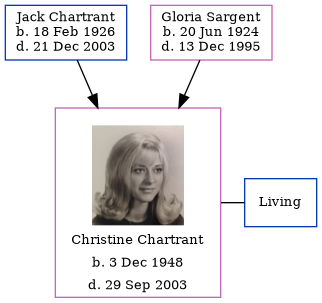 Jack Chartrant
b. 18 Feb 1926
d. 21 Dec 2003
Gloria Sargent
b. 20 Jun 1924
d. 13 Dec 1995
Christine Chartrant
b. 3 Dec 1948
d. 29 Sep 2003
Living